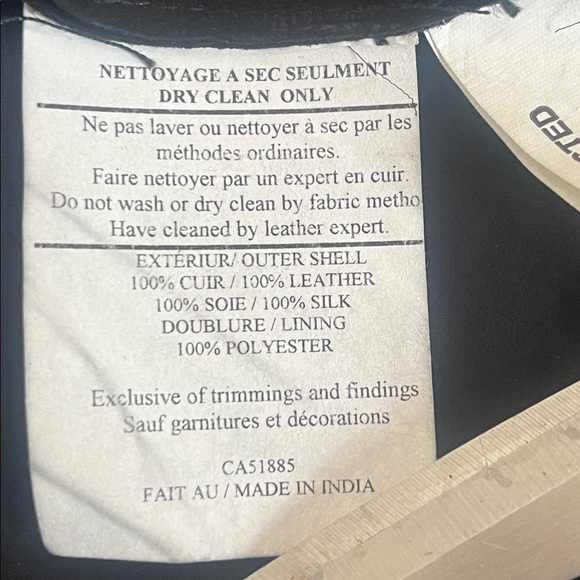 NETTOYAGE A SEC SEULMENT
DRY CLEAN ONLY
Ne pas laver ou nettoyer à sec par les
méthodes ordinaires.
Faire nettoyer par un expert en cuir.
Do not wash or dry clean by fabric metho
Have cleaned by leather expert.
EXTÉRIUR/ OUTER SHELL
100% CUIR / 100% LEATHER
100% SOIE / 100% SILK
DOUBLURE / LINING
100% POLYESTER
Exclusive of trimmings and findings
Sauf garnitures et décorations
CA51885
FAIT AU / MADE IN INDIA
CTED